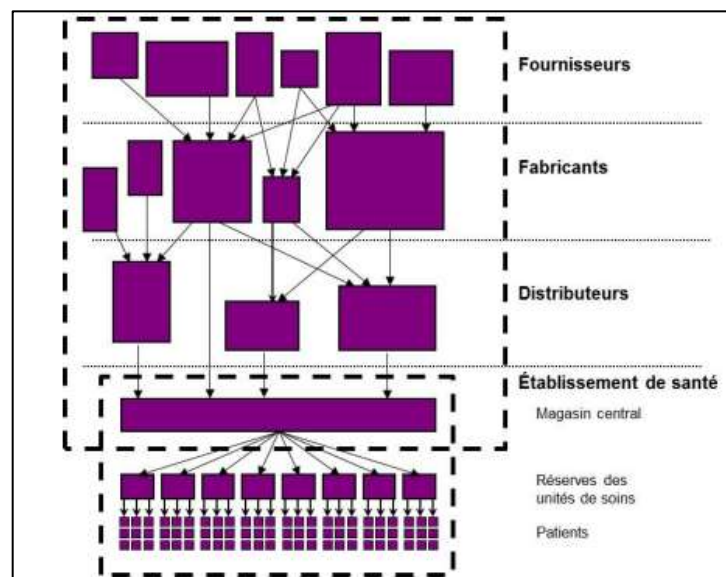 Fournisseurs
Fabricants
Distributeurs
Établissement de santé
Magasin central
Réserves des
unités de soins
Patients